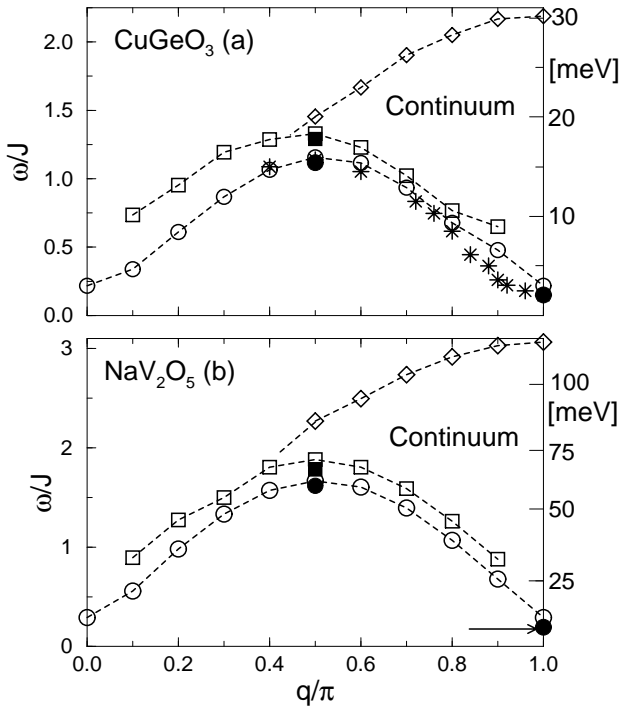 CuGeO₃ (a)
Continuum
[meV]
ω/J
2.0
1.5
1.0
0.5
0.0
30
20
10
NaV₂O₅ (b)
Continuum
[meV]
ω/J
3
2
1
0
100
75
50
25
0.0 0.2 0.4 0.6 0.8 1.0
q/π